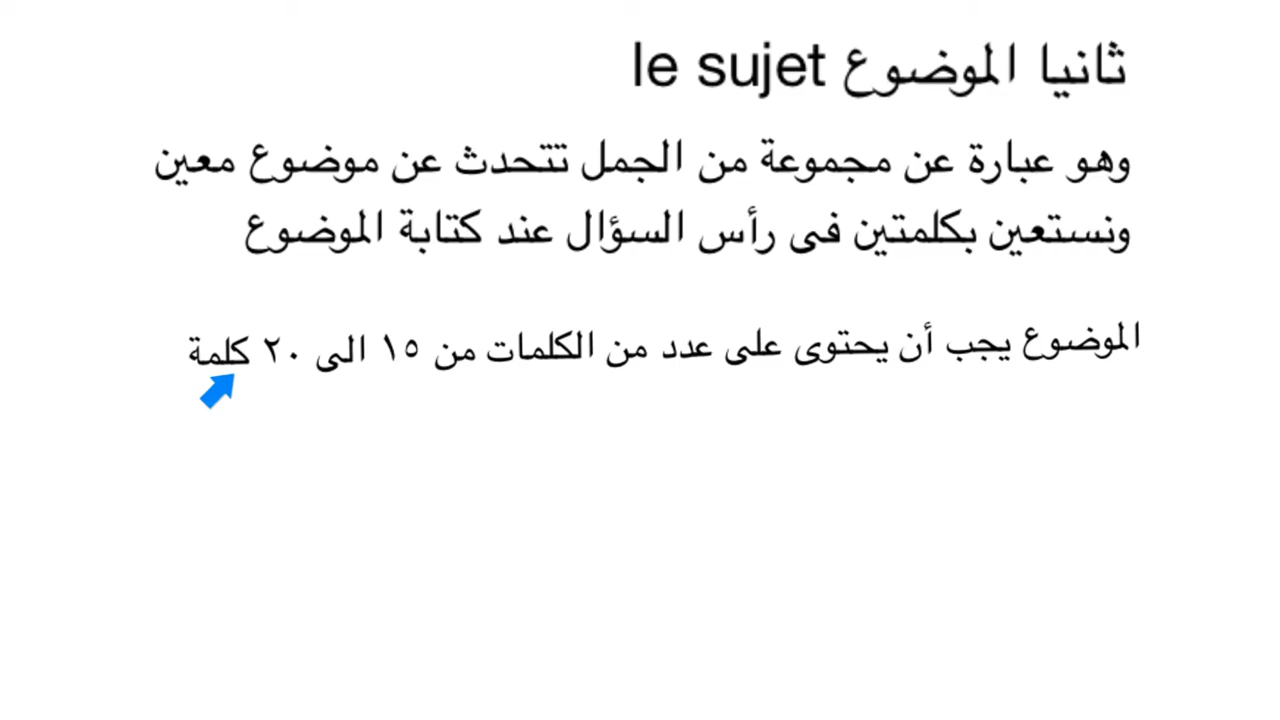 ثانيا الموضوع le sujet
وهو عبارة عن مجموعة من الجمل تتحدث عن موضوع معين
ونستعين بكلمتين فى رأس السؤال عند كتابة الموضوع
الموضوع يجب أن يحتوى على عدد من الكلمات من ١٥ الى ٢٠ كلمة